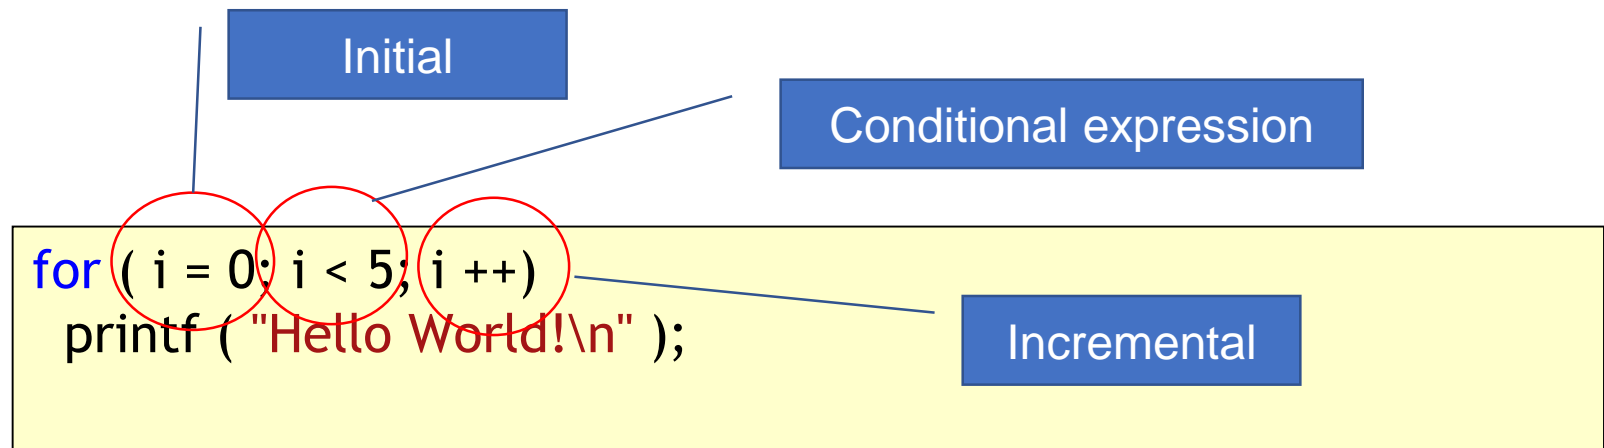 Initial
Conditional expression
for ( i = 0; i < 5; i ++)
printf ( "Hello World!\n" );
Incremental